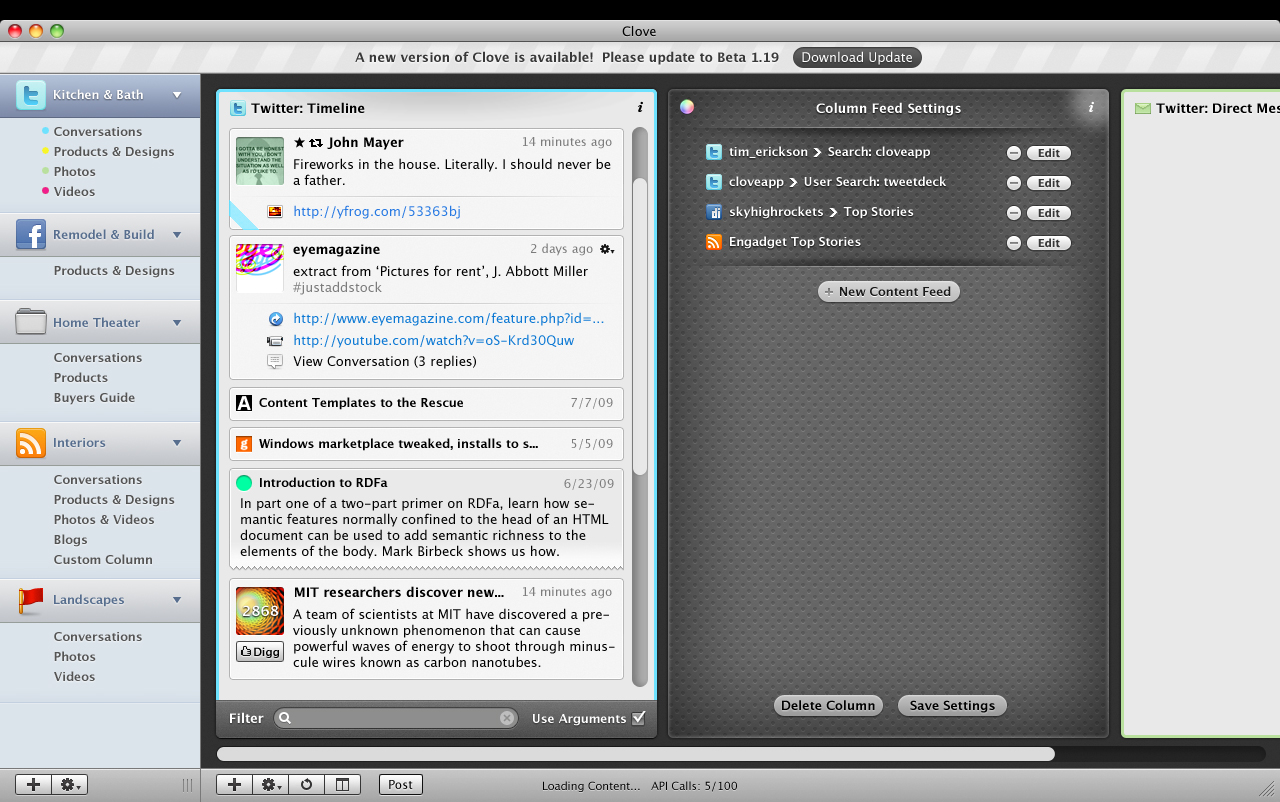 Clove
A new version of Clove is available! Please update to Beta 1.19
Download Update
Kitchen & Bath
Conversations
Products & Designs
Photos
Videos
Remodel & Build
Products & Designs
Home Theater
Conversations
Products
Buyers Guide
Interiors
Conversations
Products & Designs
Photos & Videos
Blogs
Custom Column
Landscapes
Conversations
Photos
Videos
Twitter: Timeline
i
John Mayer
14 minutes ago
Fireworks in the house. Literally. I should never be
a father.
http://yfrog.com/53363bj
eyemagazine
2 days ago
extract from ‘Pictures for rent’, J. Abbott Miller
#justaddstock
http://www.eyemagazine.com/feature.php?id=...
http://youtube.com/watch?v=oS-Krd30Quw
View Conversation (3 replies)
A
Content Templates to the Rescue
7/7/09
g
Windows marketplace tweaked, installs to s...
5/5/09
Introduction to RDFa
6/23/09
In part one of a two-part primer on RDFa, learn how se-
mantic features normally confined to the head of an HTML
document can be used to add semantic richness to the
elements of the body. Mark Birbeck shows us how.
2868
Digg
MIT researchers discover new...
14 minutes ago
A team of scientists at MIT have discovered a pre-
viously unknown phenomenon that can cause
powerful waves of energy to shoot through minus-
cule wires known as carbon nanotubes.
Filter
Use Arguments
Column Feed Settings
i
tim_erickson > Search: cloveapp
Edit
cloveapp > User Search: tweetdeck
Edit
skyhighrockets > Top Stories
Edit
Engadget Top Stories
Edit
+ New Content Feed
Delete Column
Save Settings
Twitter: Direct Mes
Post
Loading Content...
API Calls: 5/100